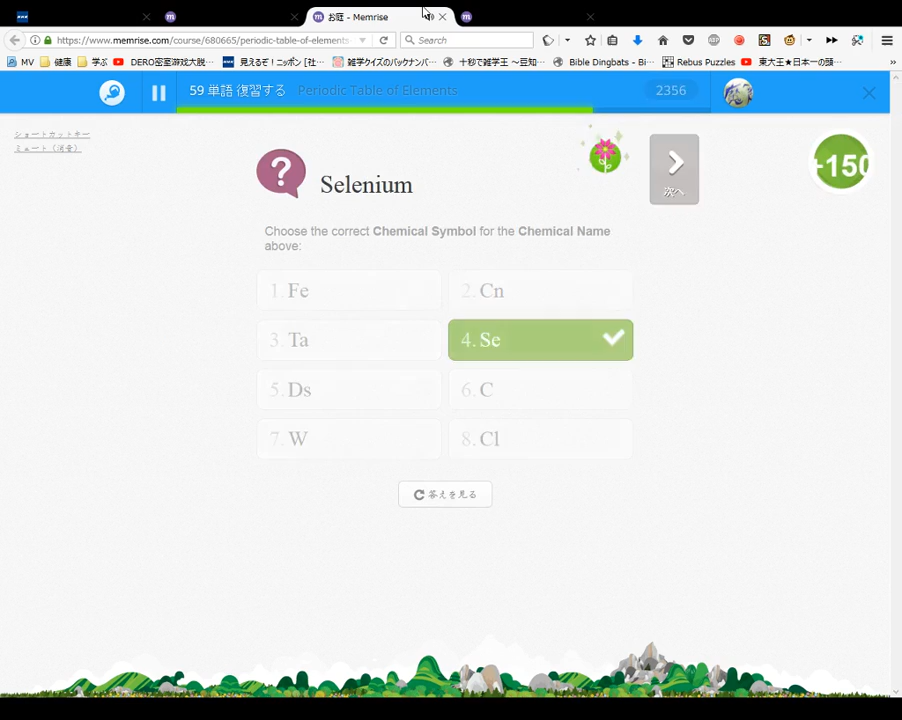 お庭 - Memrise
https://www.memrise.com/course/680665/periodic-table-of-elements
Search
MV
健康
学ぶ
DERO密室游戏大脱…
見えるぞ！ニッポン [社…
雑学クイズのバックナンバ…
十秒で雑学王 ～豆知…
Bible Dingbats - Bi…
Rebus Puzzles
東大王★日本一の頭…
59 単語 復習する
Periodic Table of Elements
2356
ショートカットキー
ミュート（消音）
?
Selenium
次へ
+150
Choose the correct Chemical Symbol for the Chemical Name
above:
1. Fe
2. Cn
3. Ta
4. Se
5. Ds
6. C
7. W
8. Cl
答えを見る